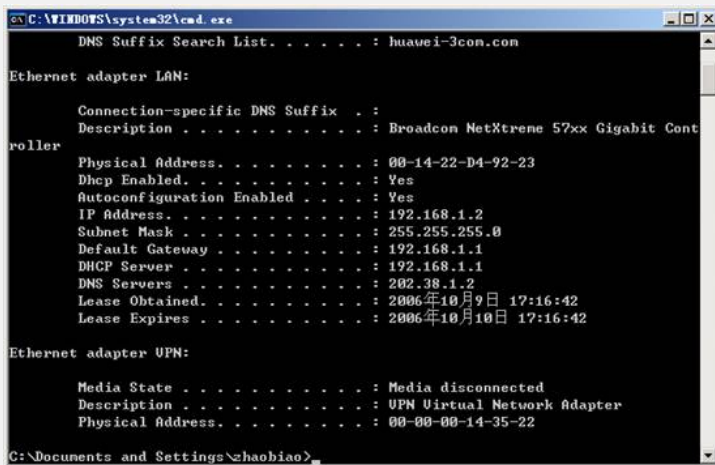 C:\WINDOWS\system32\cmd.exe
DNS Suffix Search List. . . . . . : huawei-3com.com
Ethernet adapter LAN:
Connection-specific DNS Suffix . :
Description . . . . . . . . . . . : Broadcom NetXtreme 57xx Gigabit Cont
roller
Physical Address. . . . . . . . . : 00-14-22-D4-92-23
Dhcp Enabled. . . . . . . . . . . : Yes
Autoconfiguration Enabled . . . . : Yes
IP Address. . . . . . . . . . . . : 192.168.1.2
Subnet Mask . . . . . . . . . . . : 255.255.255.0
Default Gateway . . . . . . . . . : 192.168.1.1
DHCP Server . . . . . . . . . . . : 192.168.1.1
DNS Servers . . . . . . . . . . . : 202.38.1.2
Lease Obtained. . . . . . . . . . : 2006年10月9日 17:16:42
Lease Expires . . . . . . . . . . : 2006年10月10日 17:16:42
Ethernet adapter VPN:
Media State . . . . . . . . . . . : Media disconnected
Description . . . . . . . . . . . : VPN Virtual Network Adapter
Physical Address. . . . . . . . . : 00-00-00-14-35-22
C:\Documents and Settings\zhaobiao>_